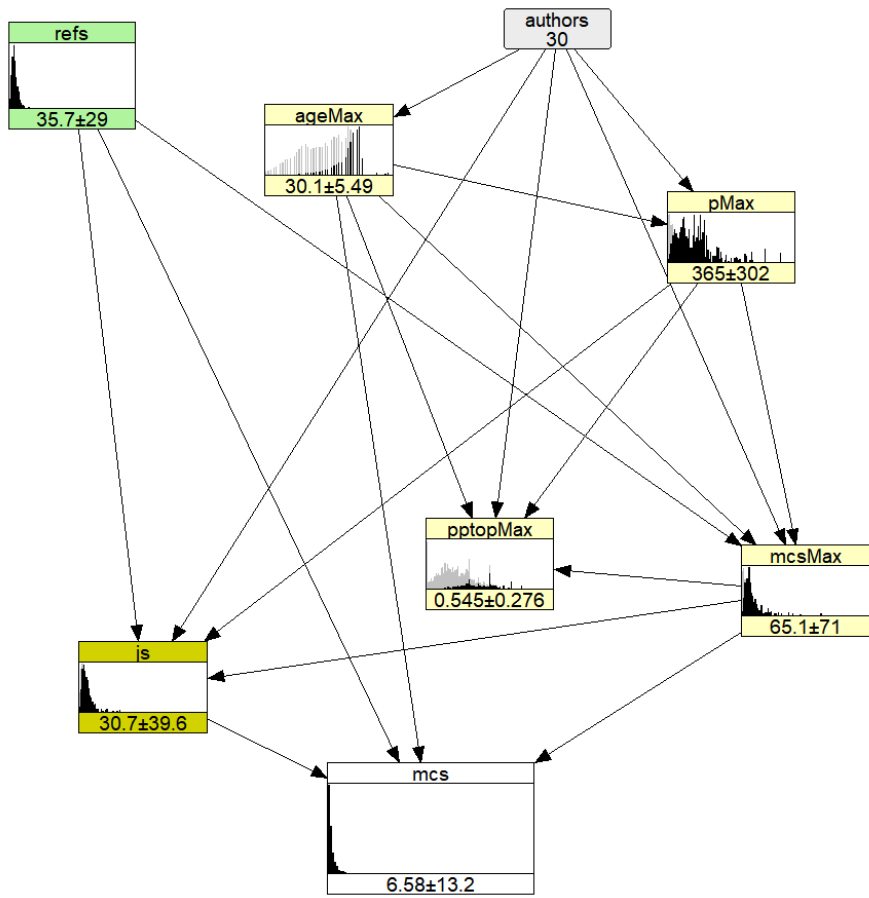 authors
30
refs
35.7±29
ageMax
30.1±5.49
pMax
365±302
pptopMax
0.545±0.276
mcsMax
65.1±71
js
30.7±39.6
mcs
6.58±13.2